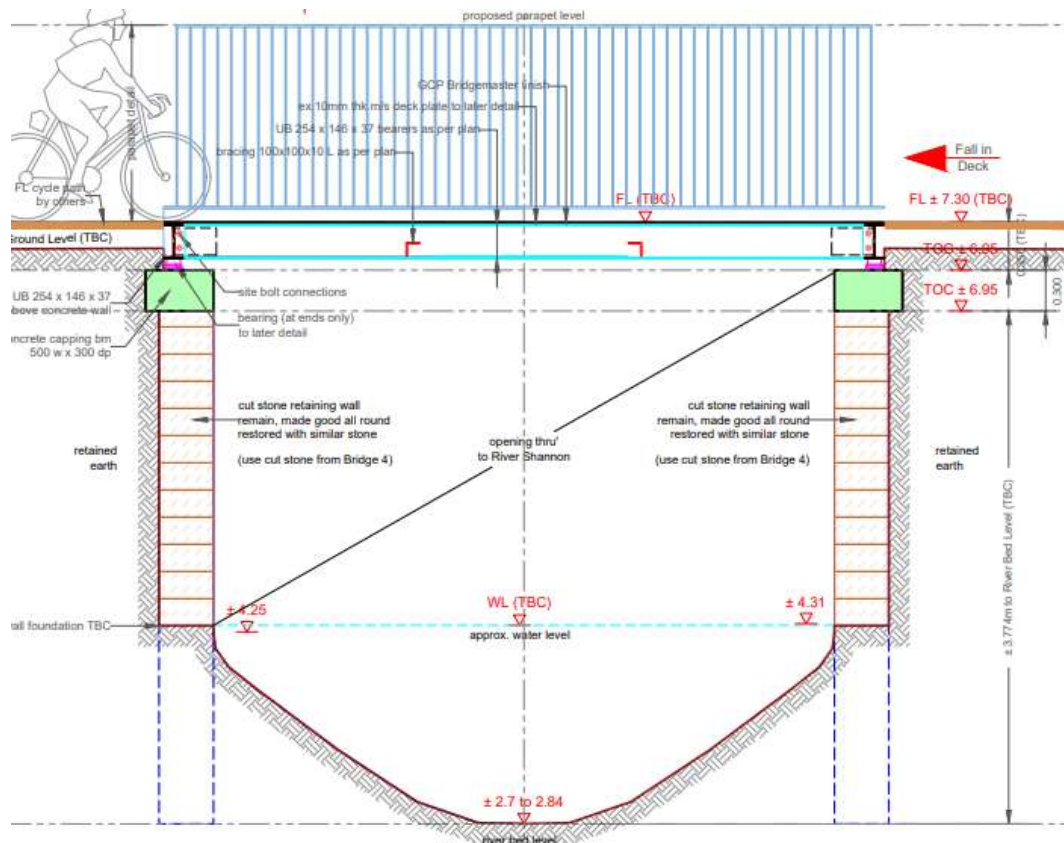 proposed parapet level
GCP Bridgemaster finish
ex.10mm thk m/s deck plate to later detail
UB 254 x 146 x 37 bearers as per plan
bracing 100x100x10 L as per plan
parapet detail
Fall in
Deck
FL cycle path
by others
FL (TBC)
FL ± 7.30 (TBC)
Ground Level (TBC)
(TBC)
TOC ± 6.95
UB 254 x 146 x 37
above concrete wall
site bolt connections
TOC ± 6.95
0.300
bearing (at ends only)
to later detail
concrete capping bm
500 w x 300 dp
cut stone retaining wall
remain, made good all round
restored with similar stone
(use cut stone from Bridge 4)
cut stone retaining wall
remain, made good all round
restored with similar stone
(use cut stone from Bridge 4)
retained
earth
opening thru'
to River Shannon
retained
earth
± 3.774m to River Bed Level (TBC)
± 4.25
WL (TBC)
± 4.31
wall foundation TBC
approx. water level
± 2.7 to 2.84
river bed level